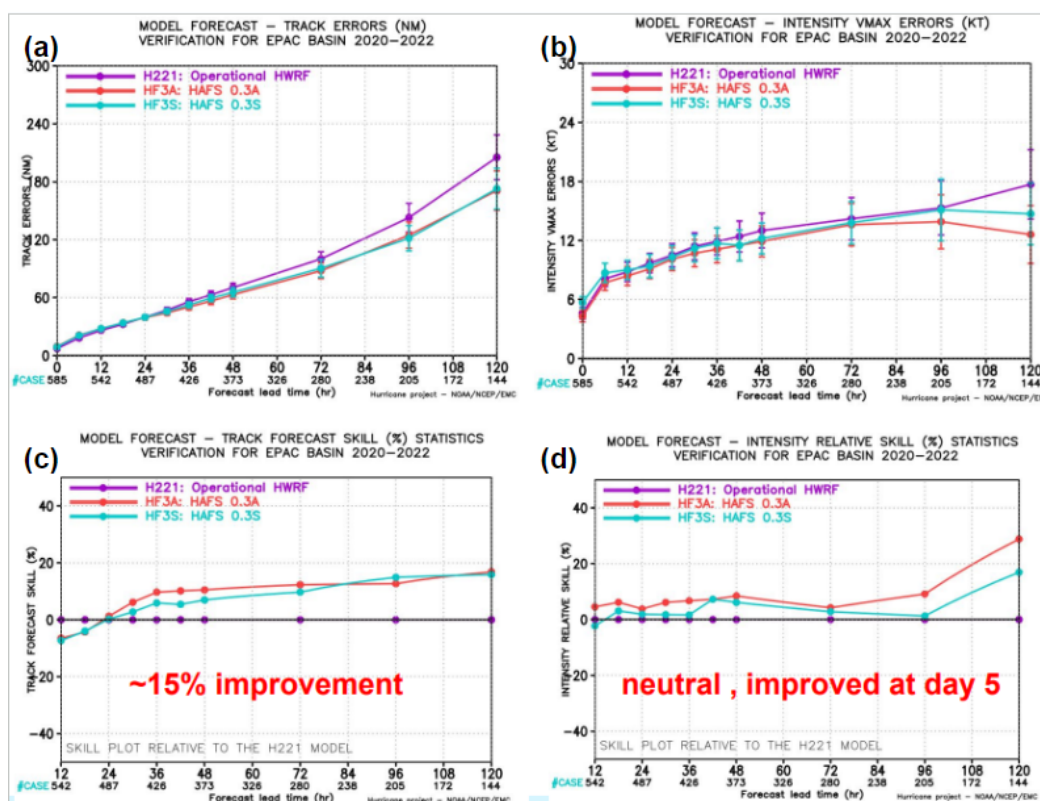 (a)
MODEL FORECAST – TRACK ERRORS (NM)
VERIFICATION FOR EPAC BASIN 2020–2022
H221: Operational HWRF
HF3A: HAFS 0.3A
HF3S: HAFS 0.3S
TRACK ERRORS (NM)
300
240
180
120
60
0
0 12 24 36 48 60 72 84 96 108 120
#CASE
585 542 487 426 373 326 280 238 205 172 144
Forecast lead time (hr)
Hurricane project – NOAA/NCEP/EMC
(b)
MODEL FORECAST – INTENSITY VMAX ERRORS (KT)
VERIFICATION FOR EPAC BASIN 2020–2022
H221: Operational HWRF
HF3A: HAFS 0.3A
HF3S: HAFS 0.3S
INTENSITY VMAX ERRORS (KT)
30
24
18
12
6
0
0 12 24 36 48 60 72 84 96 108 120
#CASE
585 542 487 426 373 326 280 238 205 172 144
Forecast lead time (hr)
Hurricane project – NOAA/NCEP/EM
(c)
MODEL FORECAST – TRACK FORECAST SKILL (%) STATISTICS
VERIFICATION FOR EPAC BASIN 2020–2022
H221: Operational HWRF
HF3A: HAFS 0.3A
HF3S: HAFS 0.3S
TRACK FORECAST SKILL (%)
40
20
0
−20
−40
~15% improvement
SKILL PLOT RELATIVE TO THE H221 MODEL
12 24 36 48 60 72 84 96 108 120
#CASE
542 487 426 373 326 280 238 205 172 144
Forecast lead time (hr)
Hurricane project – NOAA/NCEP/EMC
(d)
MODEL FORECAST – INTENSITY RELATIVE SKILL (%) STATISTICS
VERIFICATION FOR EPAC BASIN 2020–2022
H221: Operational HWRF
HF3A: HAFS 0.3A
HF3S: HAFS 0.3S
INTENSITY RELATIVE SKILL (%)
40
20
0
−20
−40
neutral , improved at day 5
SKILL PLOT RELATIVE TO THE H221 MODEL
12 24 36 48 60 72 84 96 108 120
#CASE
542 487 426 373 326 280 238 205 172 144
Forecast lead time (hr)
Hurricane project – NOAA/NCEP/EMC